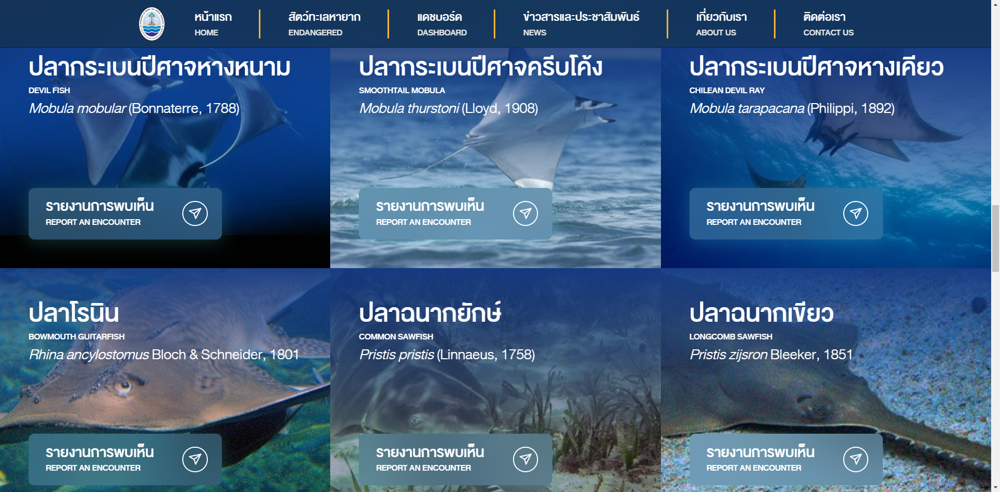 หน้าแรก
HOME
สัตว์ทะเลหายาก
ENDANGERED
แดชบอร์ด
DASHBOARD
ข่าวสารและประชาสัมพันธ์
NEWS
เกี่ยวกับเรา
ABOUT US
ติดต่อเรา
CONTACT US
ปลากระเบนปีศาจหางหนาม
DEVIL FISH
Mobula mobular (Bonnaterre, 1788)
รายงานการพบเห็น
REPORT AN ENCOUNTER
ปลากระเบนปีศาจครีบโค้ง
SMOOTHTAIL MOBULA
Mobula thurstoni (Lloyd, 1908)
รายงานการพบเห็น
REPORT AN ENCOUNTER
ปลากระเบนปีศาจหางเคียว
CHILEAN DEVIL RAY
Mobula tarapacana (Philippi, 1892)
รายงานการพบเห็น
REPORT AN ENCOUNTER
ปลาโรนิน
BOWMOUTH GUITARFISH
Rhina ancylostomus Bloch & Schneider, 1801
รายงานการพบเห็น
REPORT AN ENCOUNTER
ปลาฉนากยักษ์
COMMON SAWFISH
Pristis pristis (Linnaeus, 1758)
รายงานการพบเห็น
REPORT AN ENCOUNTER
ปลาฉนากเขียว
LONGCOMB SAWFISH
Pristis zijsron Bleeker, 1851
รายงานการพบเห็น
REPORT AN ENCOUNTER